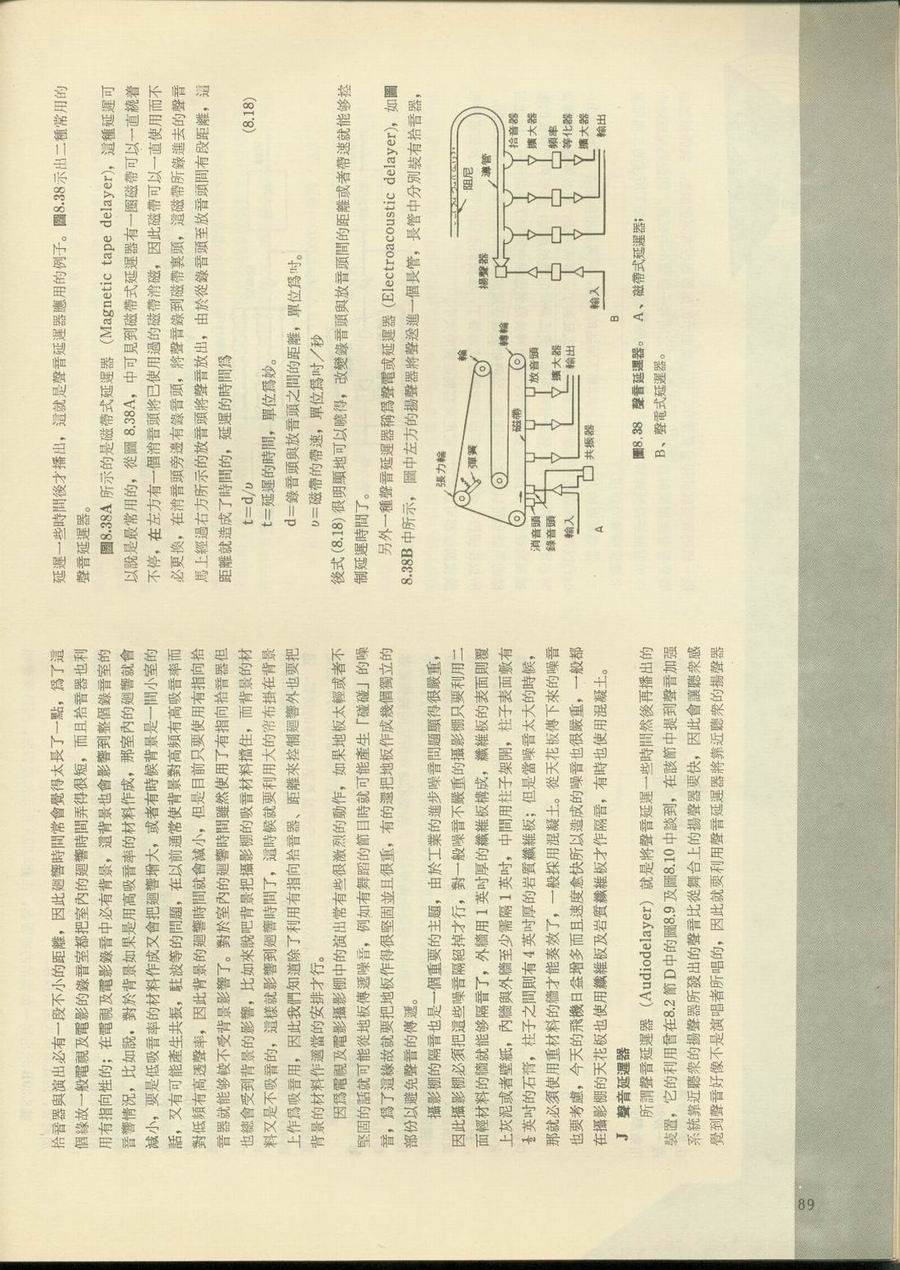 拾音器與演出必有一段不小的距離，因此廻響時間常會覺得太長了一點，爲了這
個緣故一般電視及電影的錄音室都把室內的廻響時間弄得很短，而且拾音器也利
用有指向性的；在電視及電影錄音中必有背景，這背景也會影響到整個錄音室的
音響情況，比如說，對於背景如果是用高吸音率的材料作成，那室內的廻響就會
減小，要是低吸音率的材料作成又會把廻響增大，或者有時候背景是一間小室的
話，又有可能產生共振，駐波等的問題，在以前通常使背景對高頻有高吸音率而
對低頻有高透聲率，因此背景的廻響時間就會減小，但是目前只要使用有指向拾
音器就能够較不受背景影響了。對於室內的廻響時間雖然使用了有指向拾音器但
也總會受到背景的影響，比如來說吧背景把攝影棚的吸音材料擋住，而背景的材
料又是不吸音的，這樣就影響到廻響時間了，這時候就要利用大的帘布掛在背景
上作爲吸音用，因此我們知道除了利用有指向拾音器、距離來控制廻響外也要把
背景的材料作適當的安排才行。
因爲電視及電影攝影棚中的演出常有些很激烈的動作，如果地板太輕或者不
堅固的話就可能從地板傳遞噪音，例如有舞蹈的節目時就可能產生「碰碰」的噪
音，爲了這緣故就要把地板作得很堅固並且很重，有的還把地板作成幾個獨立的
部份以避免聲音的傳遞。
攝影棚的隔音也是一個重要的主題，由於工業的進步噪音問題顯得很嚴重，
因此攝影棚必須把這些噪音隔絕掉才行，對一般噪音不嚴重的攝影棚只要利用二
面輕材料的牆就能够隔音了，外牆用1英吋厚的纖維板構成，纖維板的表面則覆
上灰泥或者壁紙，內牆與外牆至少需隔1英吋，中間用柱子架開，柱子表面敷有
½英吋的石膏，柱子之間則有4英吋厚的岩質纖維板；但是當噪音太大的時候，
那就必須使用重材料的牆才能奏效了，一般採用混凝土。從天花板傳下來的噪音
也要考慮，今天的飛機日益增多而且速度愈快所以造成的噪音也很嚴重，一般都
在攝影棚的天花板也使用纖維板及岩質纖維板才作隔音，有時也使用混凝土。
J 聲音延遲器
所謂聲音延遲器（Audiodelayer）就是將聲音延遲一些時間然後再播出的
裝置，它的利用曾在8.2節D中的圖8.9及圖8.10中談到，在該節中提到聲音加强
系統靠近聽衆的揚聲器所發出的聲音比從舞台上的揚聲器要快，因此會讓聽衆感
覺到聲音好像不是演唱者所唱的，因此就要利用聲音延遲器將靠近聽衆的揚聲器
延遲一些時間後才播出，這就是聲音延遲器應用的例子。圖8.38示出二種常用的
聲音延遲器。
圖8.38A 所示的是磁帶式延遲器 （Magnetic tape delayer），這種延遲可
以說是最常用的，從圖 8.38A，中可見到磁帶式延遲器有一圈磁帶可以一直繞着
不停，在左方有一個消音頭將已使用過的磁帶消磁，因此磁帶可以一直使用而不
必更換，在消音頭旁邊有錄音頭，將聲音錄到磁帶裏頭，這磁帶所錄進去的聲音
馬上經過右方所示的放音頭將聲音放出，由於從錄音頭至放音頭間有段距離，這
距離就造成了時間的，延遲的時間爲
t＝d/υ (8.18)
t＝延遲的時間，單位爲妙。
d＝錄音頭與放音頭之間的距離，單位爲吋。
υ＝磁帶的帶速，單位爲吋／秒
後式(8.18)很明顯地可以曉得，改變錄音頭與放音頭間的距離或者帶速就能够控
制延遲時間了。
另外一種聲音延遲器稱爲聲電或延遲器（Electroacoustic delayer），如圖
8.38B中所示，圖中左方的揚聲器將聲送進一個長管，長管中分別裝有拾音器，
張力輪
輪
彈簧
轉輪
磁帶
消音頭
錄音頭
放音頭
擴大器
輸入
輸出
共振器
A
阻尼
導管
揚聲器
拾音器
擴大器
頻率
等化器
擴大器
輸出
輸入
B
圖8.38 聲音延遲器。 A、磁帶式延遲器；
B、聲電式延遲器。
89